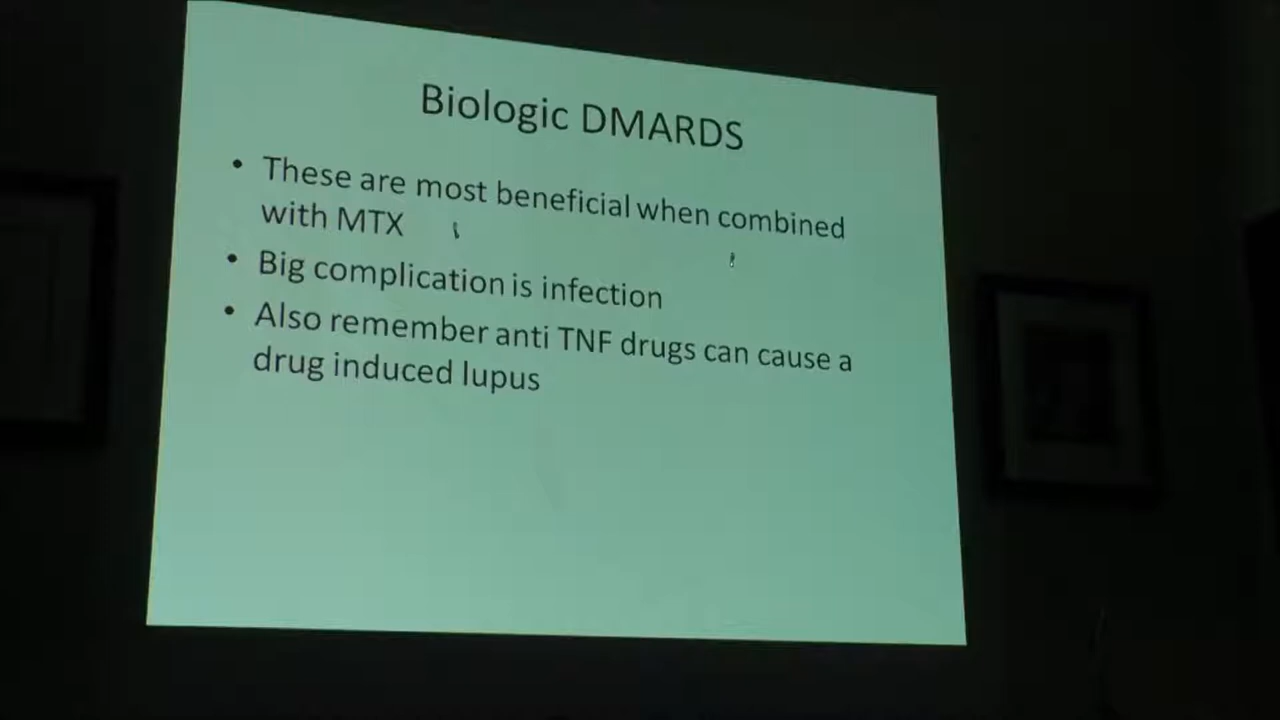 Biologic DMARDS
• These are most beneficial when combined
with MTX
• Big complication is infection
• Also remember anti TNF drugs can cause a
drug induced lupus